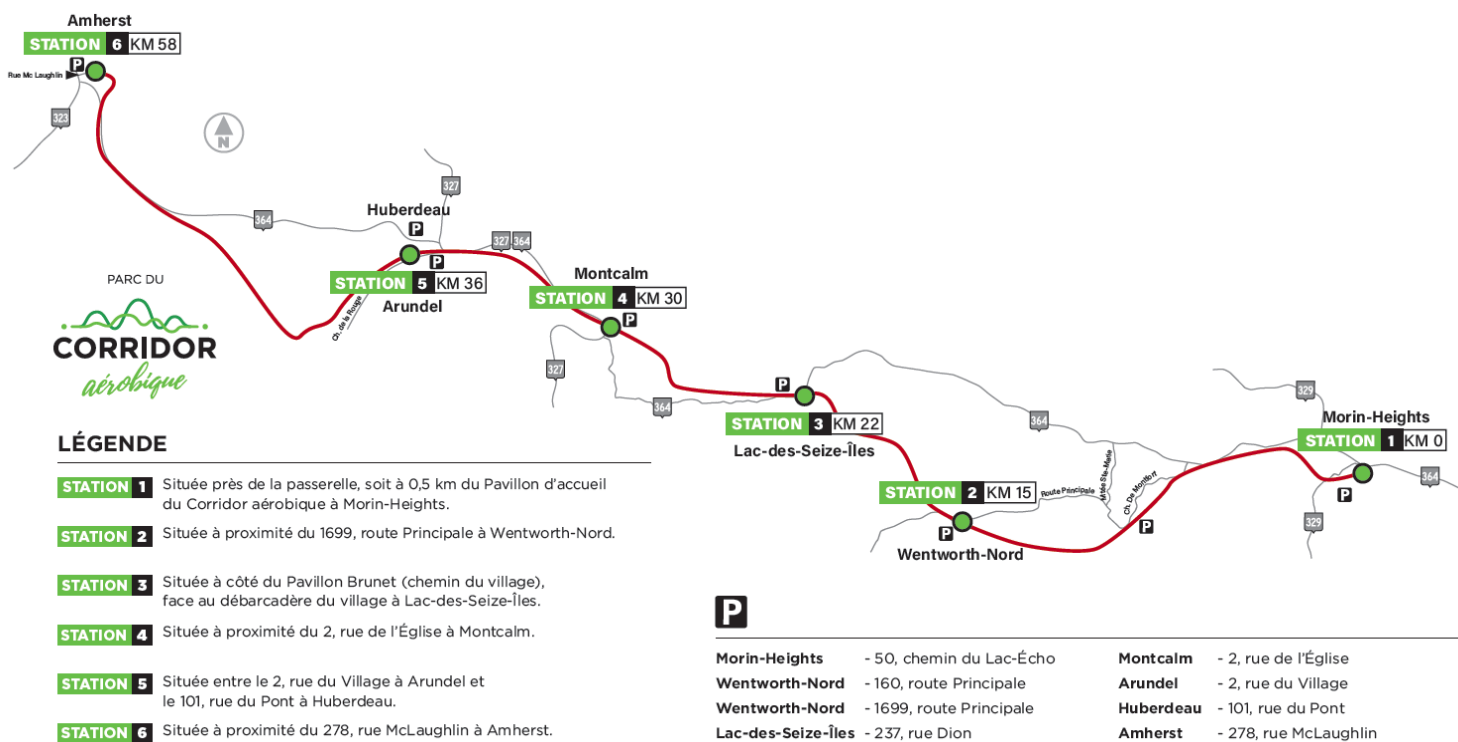 Amherst
STATION 6 KM 58
P
Rue Mc Laughlin
323
N
327
Huberdeau
P
364
327 364
P
PARC DU
CORRIDOR
aérobique
STATION 5 KM 36
Arundel
Ch. de la Rouge
Montcalm
STATION 4 KM 30
P
327
364
P
STATION 3 KM 22
Lac-des-Seize-Îles
364
329
Morin-Heights
STATION 1 KM 0
364
P
329
STATION 2 KM 15
Route Principale
Ch. De Montfort
P
P
Wentworth-Nord
LÉGENDE
STATION 1 Située près de la passerelle, soit à 0,5 km du Pavillon d'accueil
du Corridor aérobique à Morin-Heights.
STATION 2 Située à proximité du 1699, route Principale à Wentworth-Nord.
STATION 3 Située à côté du Pavillon Brunet (chemin du village),
face au débarcadère du village à Lac-des-Seize-Îles.
STATION 4 Située à proximité du 2, rue de l'Église à Montcalm.
STATION 5 Située entre le 2, rue du Village à Arundel et
le 101, rue du Pont à Huberdeau.
STATION 6 Située à proximité du 278, rue McLaughlin à Amherst.
P
Morin-Heights - 50, chemin du Lac-Écho
Wentworth-Nord - 160, route Principale
Wentworth-Nord - 1699, route Principale
Lac-des-Seize-Îles - 237, rue Dion
Montcalm - 2, rue de l'Église
Arundel - 2, rue du Village
Huberdeau - 101, rue du Pont
Amherst - 278, rue McLaughlin